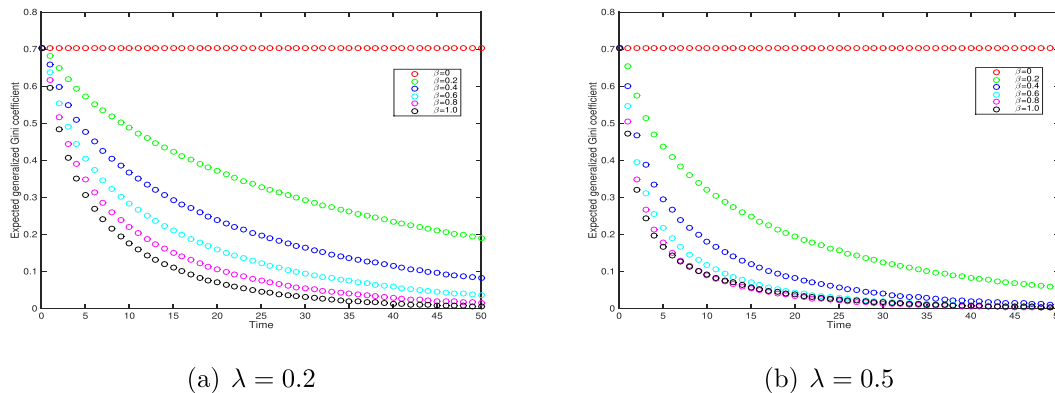 0.8
0.7
0.6
0.5
0.4
0.3
0.2
0.1
0
Expected generalized Gini coefficient
0 5 10 15 20 25 30 35 40 45 50
Time
β=0
β=0.2
β=0.4
β=0.6
β=0.8
β=1.0
(a) λ = 0.2
0.8
0.7
0.6
0.5
0.4
0.3
0.2
0.1
0
Expected generalized Gini coefficient
0 5 10 15 20 25 30 35 40 45 50
Time
β=0
β=0.2
β=0.4
β=0.6
β=0.8
β=1.0
(b) λ = 0.5